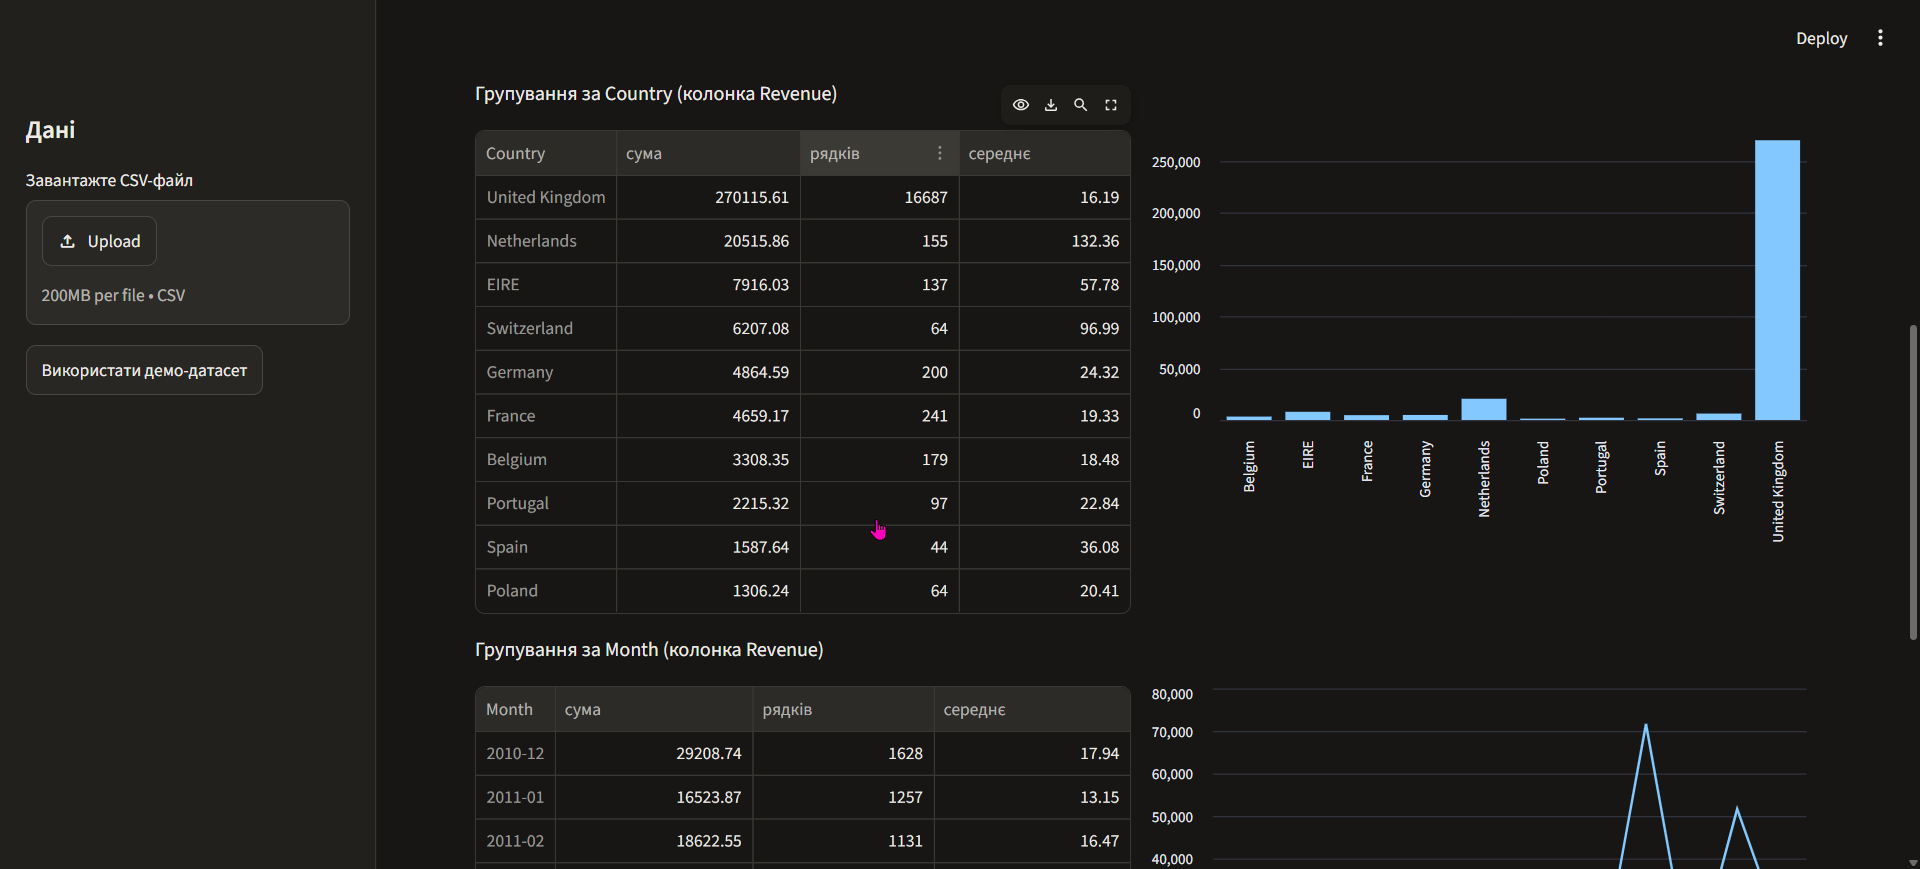 Deploy
Дані
Завантажте CSV-файл
Upload
200MB per file • CSV
Використати демо-датасет
Групування за Country (колонка Revenue)
Country сума рядків середнє
United Kingdom 270115.61 16687 16.19
Netherlands 20515.86 155 132.36
EIRE 7916.03 137 57.78
Switzerland 6207.08 64 96.99
Germany 4864.59 200 24.32
France 4659.17 241 19.33
Belgium 3308.35 179 18.48
Portugal 2215.32 97 22.84
Spain 1587.64 44 36.08
Poland 1306.24 64 20.41
250,000
200,000
150,000
100,000
50,000
0
Belgium
EIRE
France
Germany
Netherlands
Poland
Portugal
Spain
Switzerland
United Kingdom
Групування за Month (колонка Revenue)
Month сума рядків середнє
2010-12 29208.74 1628 17.94
2011-01 16523.87 1257 13.15
2011-02 18622.55 1131 16.47
80,000
70,000
60,000
50,000
40,000